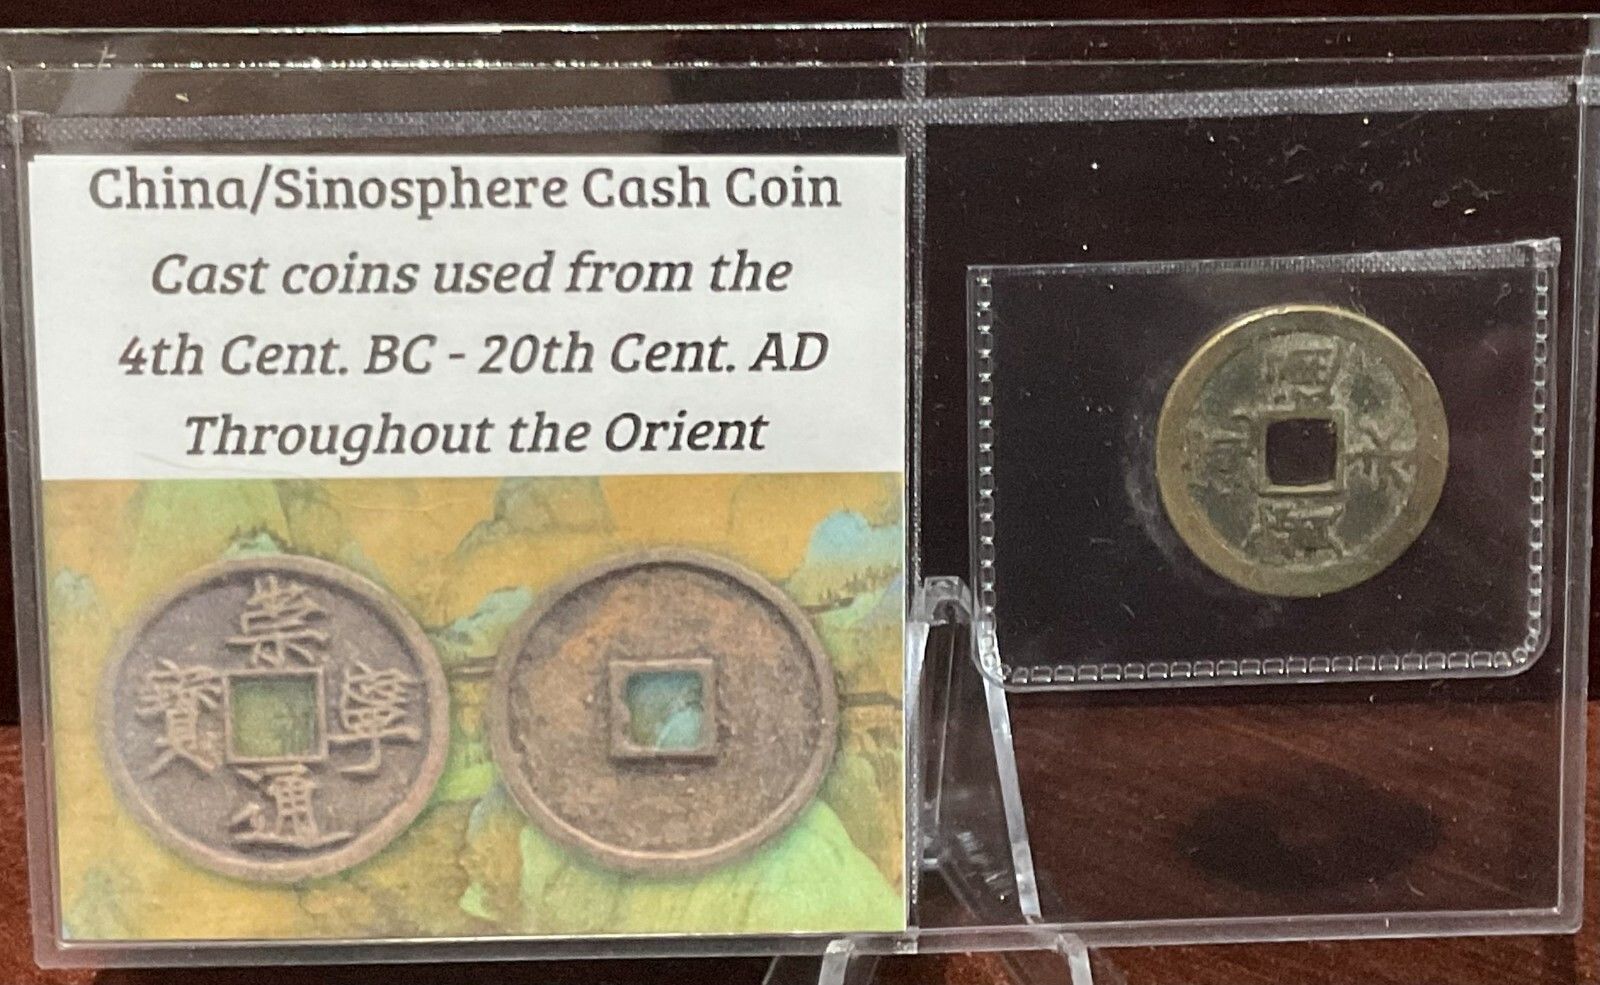 China/Sinosphere Cash Coin
Cast coins used from the
4th Cent. BC - 20th Cent. AD
Throughout the Orient
崇寧通寶